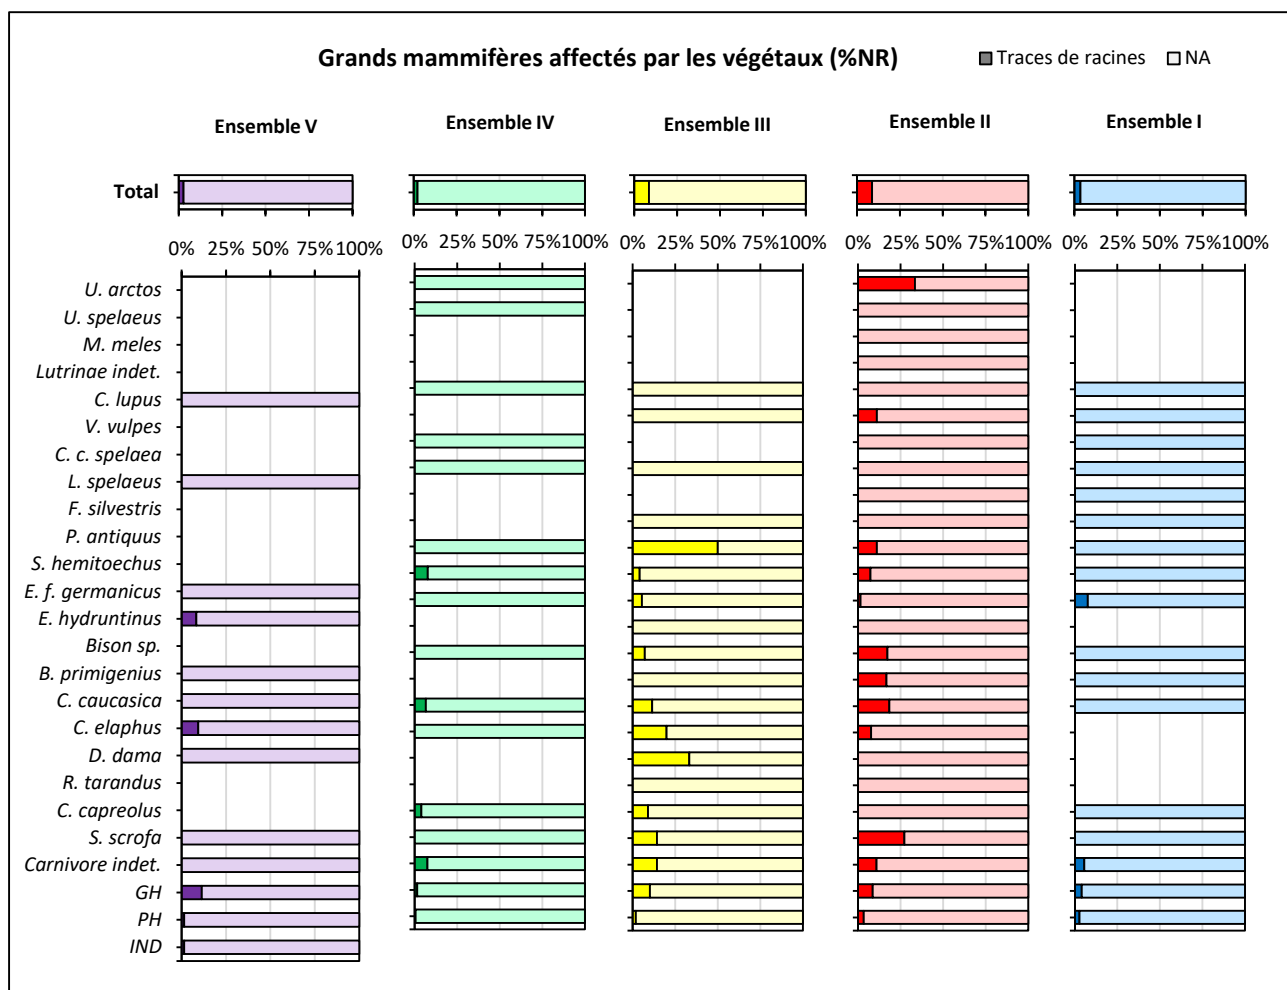 Grands mammifères affectés par les végétaux (%NR) Traces de racines NA
Ensemble V Ensemble IV Ensemble III Ensemble II Ensemble I
Total
0% 25% 50% 75%100% 0% 25% 50% 75%100% 0% 25% 50% 75%100% 0% 25% 50% 75%100% 0% 25% 50% 75%100%
U. arctos
U. spelaeus
M. meles
Lutrinae indet.
C. lupus
V. vulpes
C. c. spelaea
L. spelaeus
F. silvestris
P. antiquus
S. hemitoechus
E. f. germanicus
E. hydruntinus
Bison sp.
B. primigenius
C. caucasica
C. elaphus
D. dama
R. tarandus
C. capreolus
S. scrofa
Carnivore indet.
GH
PH
IND